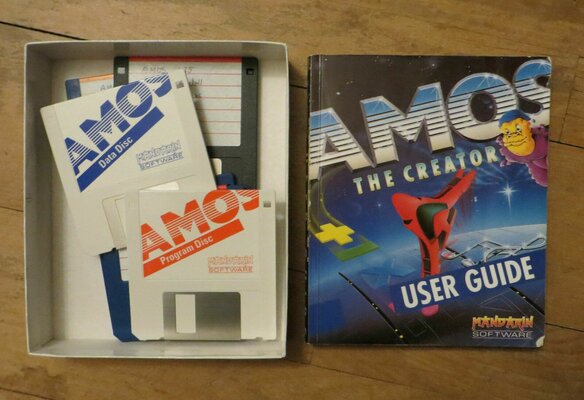 AMOS
Data Disc
MANDARIN
SOFTWARE
AMOS
Program Disc
MANDARIN
SOFTWARE
AMOS
THE CREATOR
USER GUIDE
MANDARIN
SOFTWARE